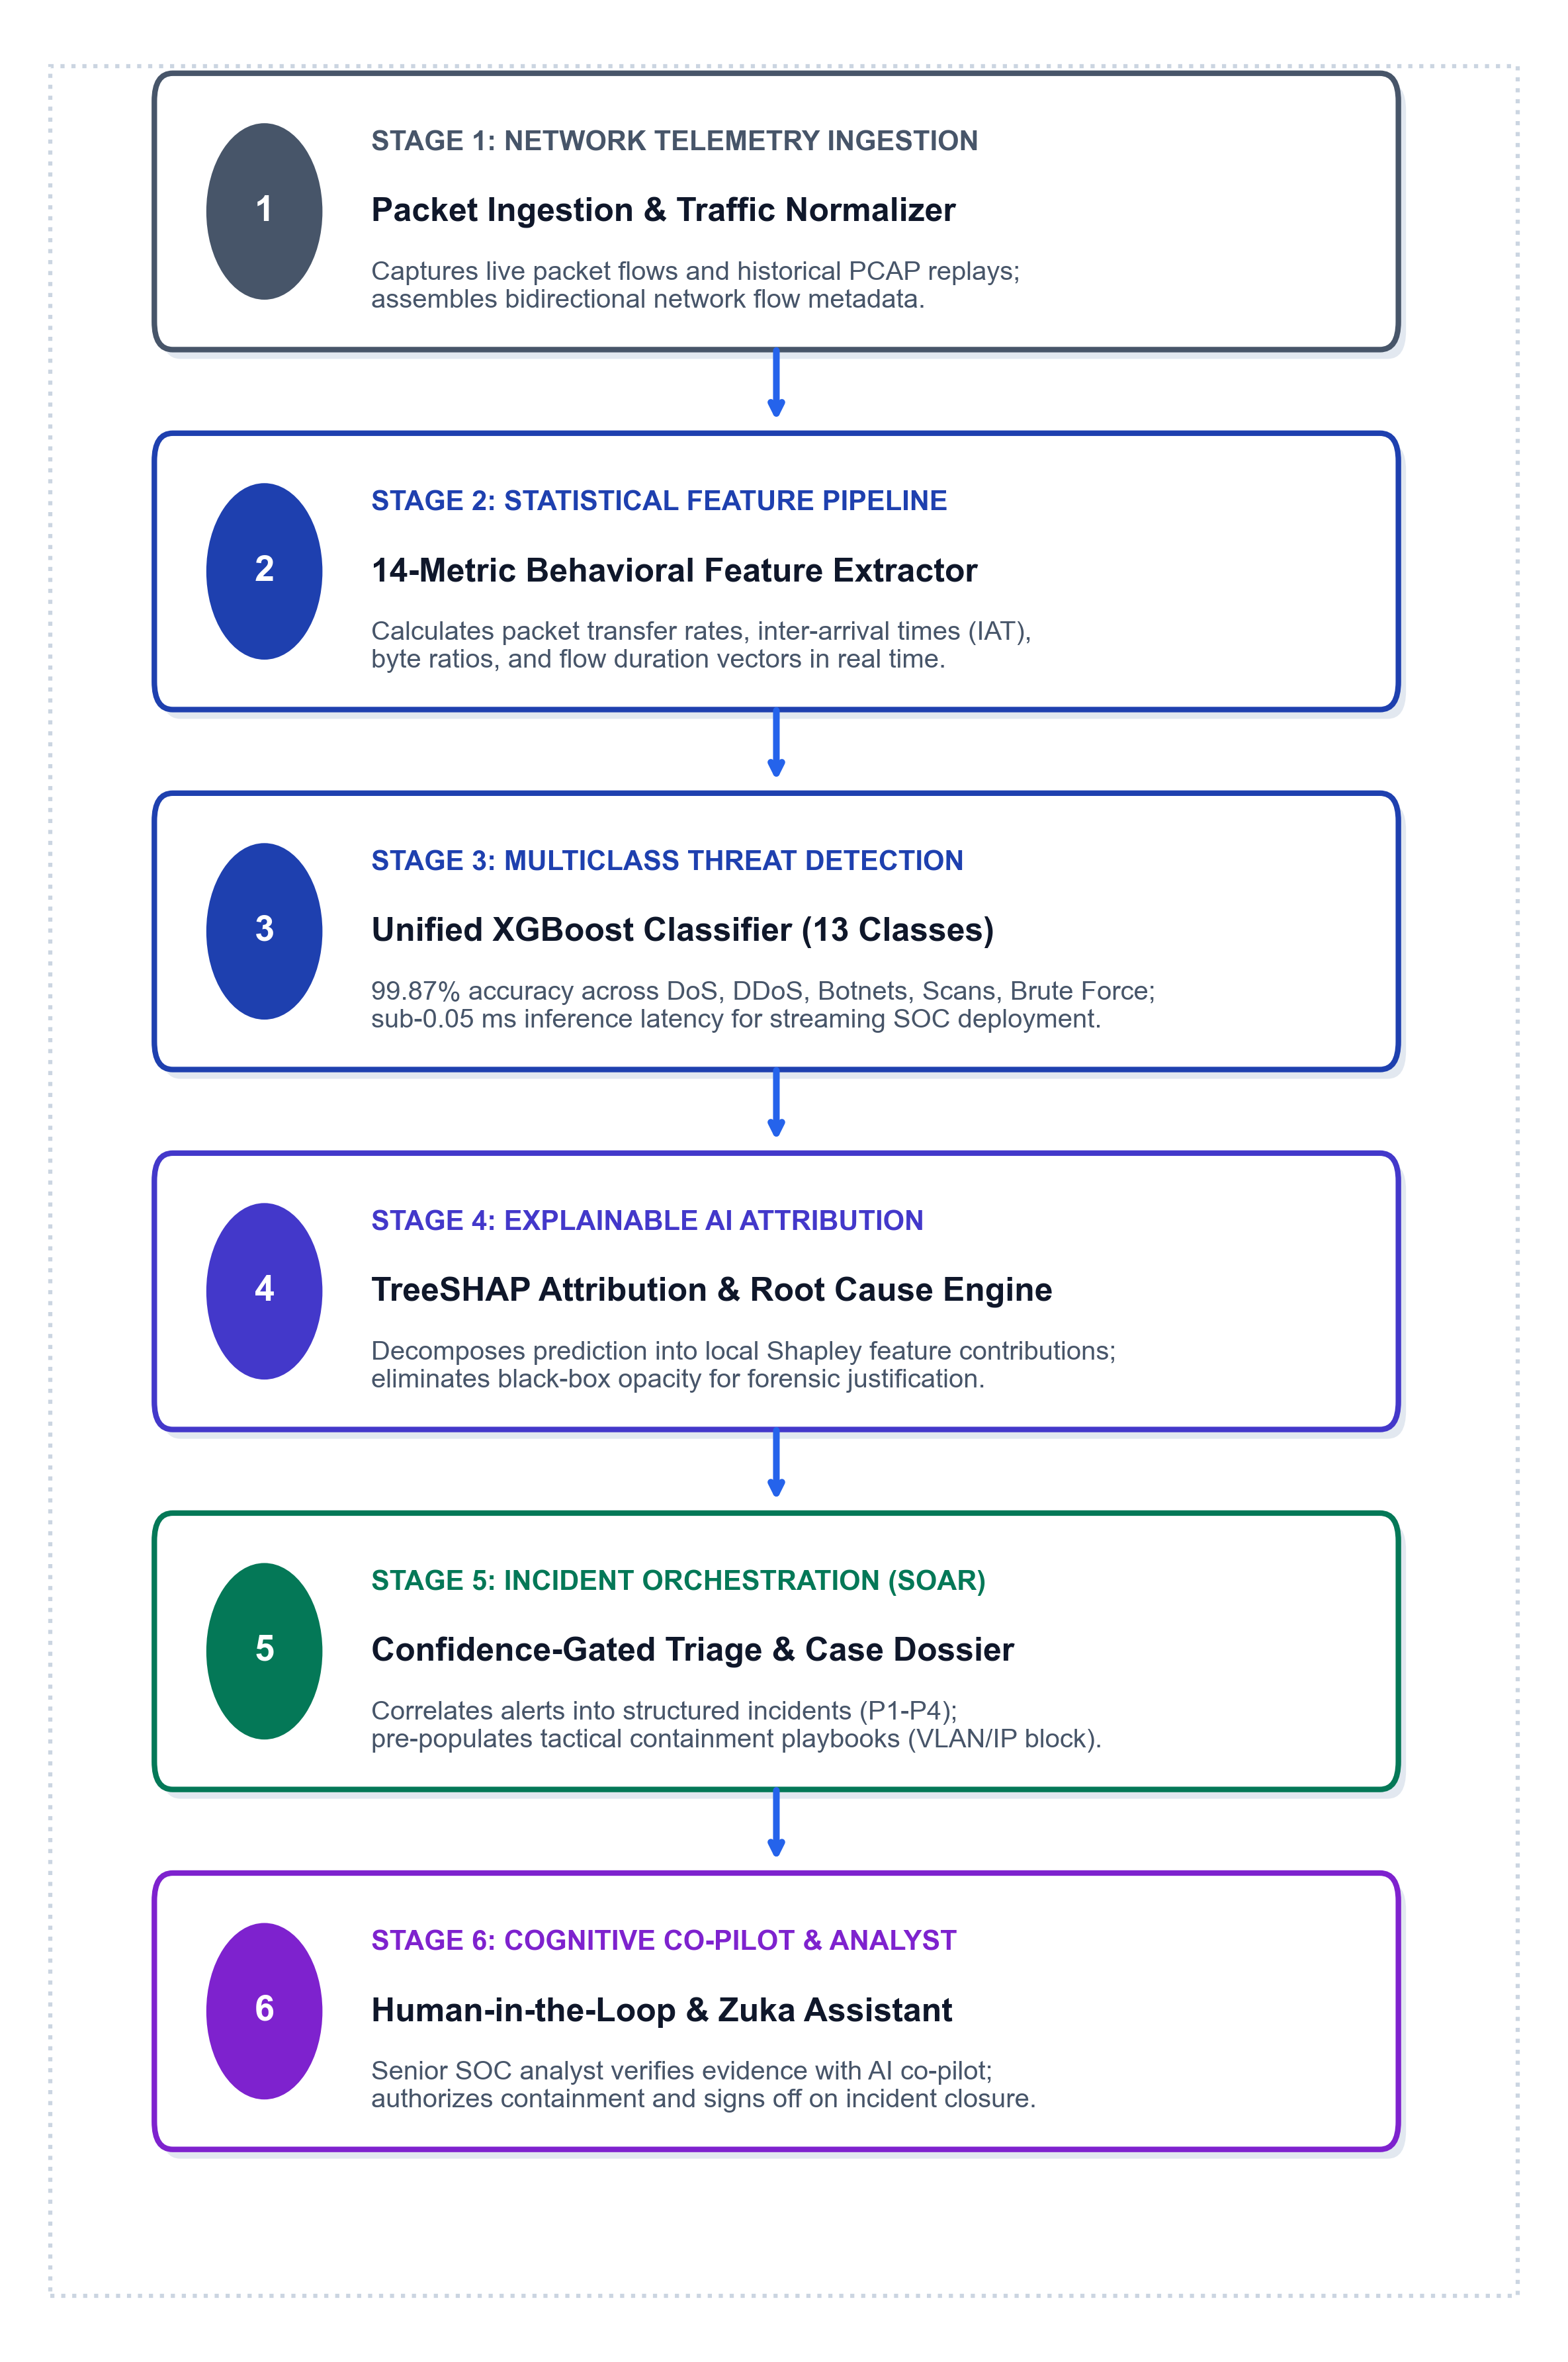 1
STAGE 1: NETWORK TELEMETRY INGESTION
Packet Ingestion & Traffic Normalizer
Captures live packet flows and historical PCAP replays;
assembles bidirectional network flow metadata.
2
STAGE 2: STATISTICAL FEATURE PIPELINE
14-Metric Behavioral Feature Extractor
Calculates packet transfer rates, inter-arrival times (IAT),
byte ratios, and flow duration vectors in real time.
3
STAGE 3: MULTICLASS THREAT DETECTION
Unified XGBoost Classifier (13 Classes)
99.87% accuracy across DoS, DDoS, Botnets, Scans, Brute Force;
sub-0.05 ms inference latency for streaming SOC deployment.
4
STAGE 4: EXPLAINABLE AI ATTRIBUTION
TreeSHAP Attribution & Root Cause Engine
Decomposes prediction into local Shapley feature contributions;
eliminates black-box opacity for forensic justification.
5
STAGE 5: INCIDENT ORCHESTRATION (SOAR)
Confidence-Gated Triage & Case Dossier
Correlates alerts into structured incidents (P1-P4);
pre-populates tactical containment playbooks (VLAN/IP block).
6
STAGE 6: COGNITIVE CO-PILOT & ANALYST
Human-in-the-Loop & Zuka Assistant
Senior SOC analyst verifies evidence with AI co-pilot;
authorizes containment and signs off on incident closure.